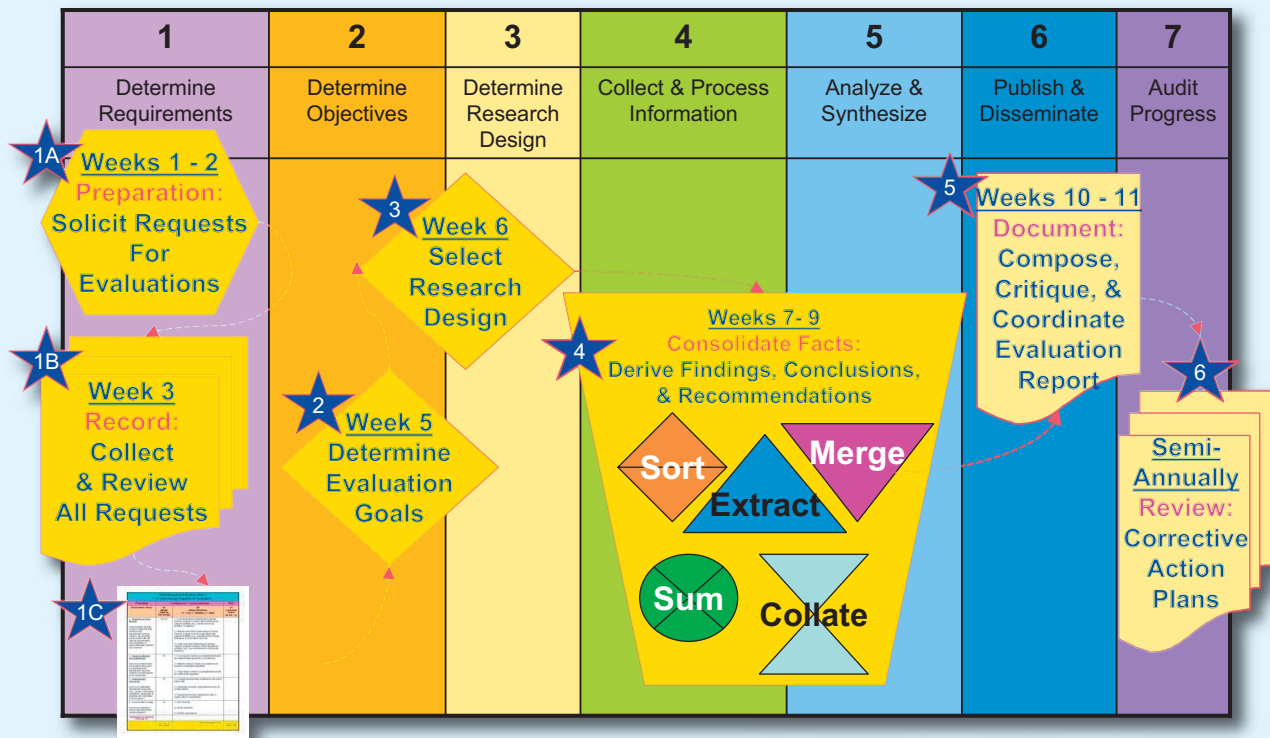 1
2
3
4
5
6
7
Determine
Requirements
Determine
Objectives
Determine
Research
Design
Collect & Process
Information
Analyze &
Synthesize
Publish &
Disseminate
Audit
Progress
1A
Weeks 1 - 2
Preparation:
Solicit Requests
For
Evaluations
1B
Week 3
Record:
Collect
& Review
All Requests
1C
2
Week 5
Determine
Evaluation
Goals
3
Week 6
Select
Research
Design
4
Weeks 7- 9
Consolidate Facts:
Derive Findings, Conclusions,
& Recommendations
Sort
Extract
Merge
Sum
Collate
5
Weeks 10 - 11
Document:
Compose,
Critique, &
Coordinate
Evaluation
Report
6
Semi-
Annually
Review:
Corrective
Action
Plans